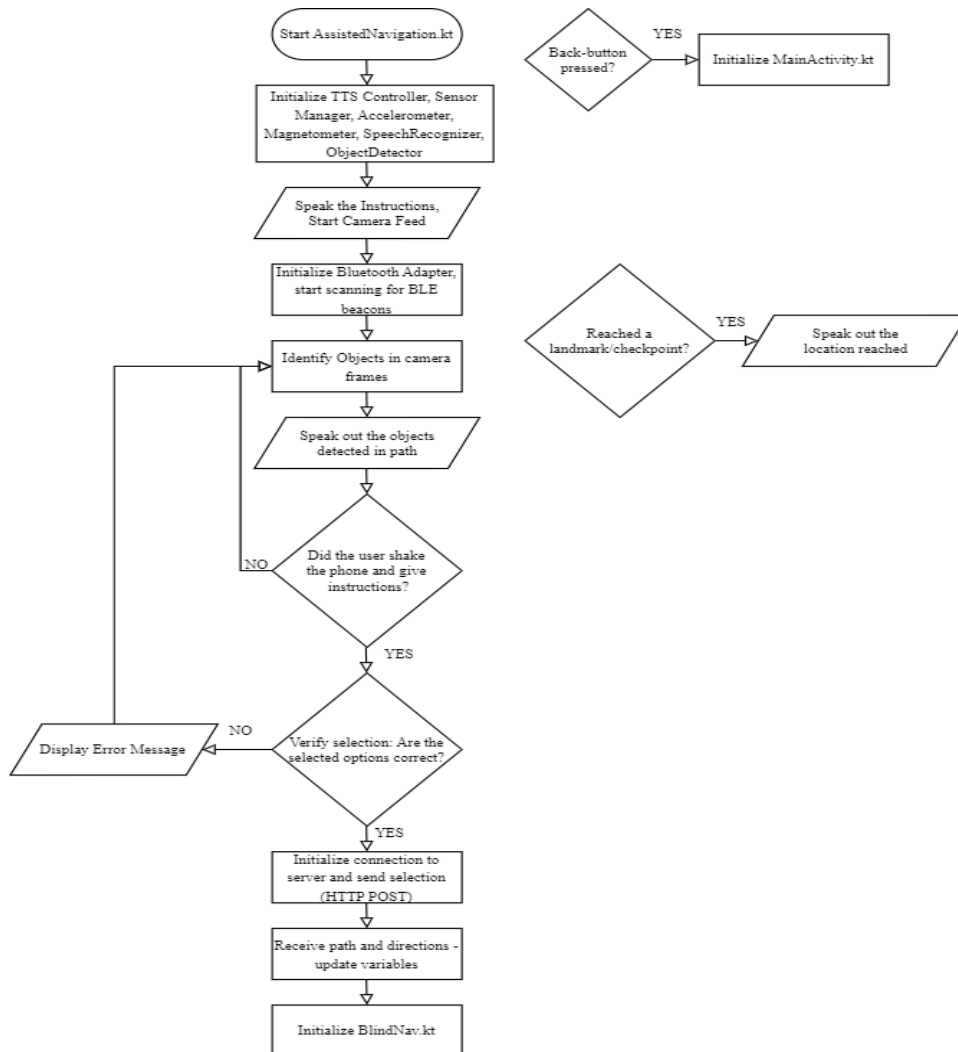 Start AssistedNavigation.kt
Back-button
pressed?
YES
Initialize MainActivity.kt
Initialize TTS Controller, Sensor
Manager, Accelerometer,
Magnetometer, SpeechRecognizer,
ObjectDetector
Speak the Instructions,
Start Camera Feed
Initialize Bluetooth Adapter,
start scanning for BLE
beacons
Reached a
landmark/checkpoint?
YES
Speak out the
location reached
Identify Objects in camera
frames
Speak out the objects
detected in path
Did the user shake
the phone and give
instructions?
NO
YES
Verify selection: Are the
selected options correct?
NO
Display Error Message
YES
Initialize connection to
server and send selection
(HTTP POST)
Receive path and directions -
update variables
Initialize BlindNav.kt